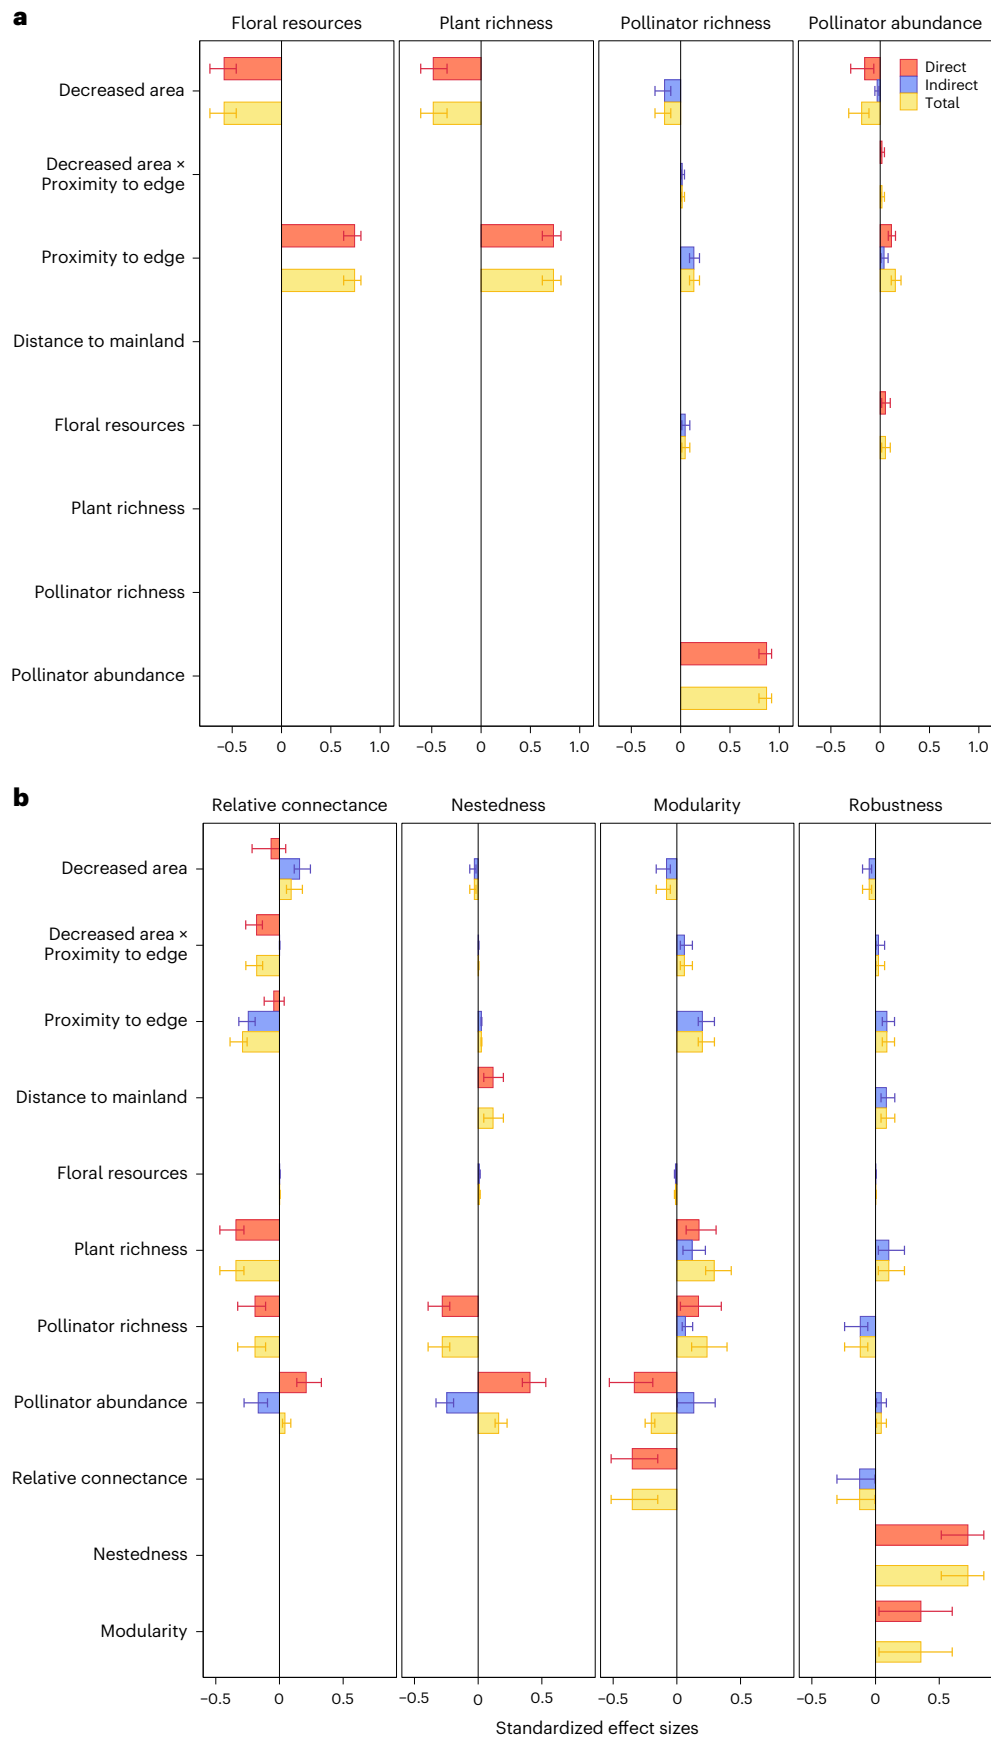 a
Floral resources
Plant richness
Pollinator richness
Pollinator abundance
Direct
Indirect
Total
Decreased area
Decreased area ×
Proximity to edge
Proximity to edge
Distance to mainland
Floral resources
Plant richness
Pollinator richness
Pollinator abundance
−0.5 0 0.5 1.0
−0.5 0 0.5 1.0
−0.5 0 0.5 1.0
−0.5 0 0.5 1.0
b
Relative connectance
Nestedness
Modularity
Robustness
Decreased area
Decreased area ×
Proximity to edge
Proximity to edge
Distance to mainland
Floral resources
Plant richness
Pollinator richness
Pollinator abundance
Relative connectance
Nestedness
Modularity
−0.5 0 0.5
−0.5 0 0.5
−0.5 0 0.5
−0.5 0 0.5
Standardized effect sizes